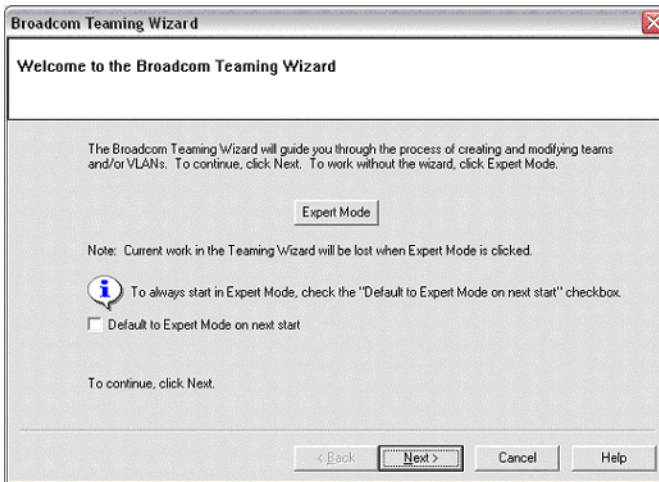 Broadcom Teaming Wizard
Welcome to the Broadcom Teaming Wizard
The Broadcom Teaming Wizard will guide you through the process of creating and modifying teams
and/or VLANs. To continue, click Next. To work without the wizard, click Expert Mode.
Expert Mode
Note: Current work in the Teaming Wizard will be lost when Expert Mode is clicked.
To always start in Expert Mode, check the "Default to Expert Mode on next start" checkbox.
Default to Expert Mode on next start
To continue, click Next.
< Back Next > Cancel Help